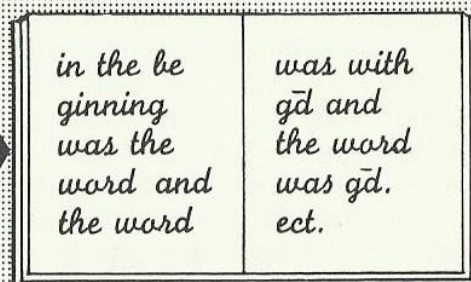 in the be
ginning
was the
word and
the word
was with
gd̄ and
the word
was gd̄.
ect.